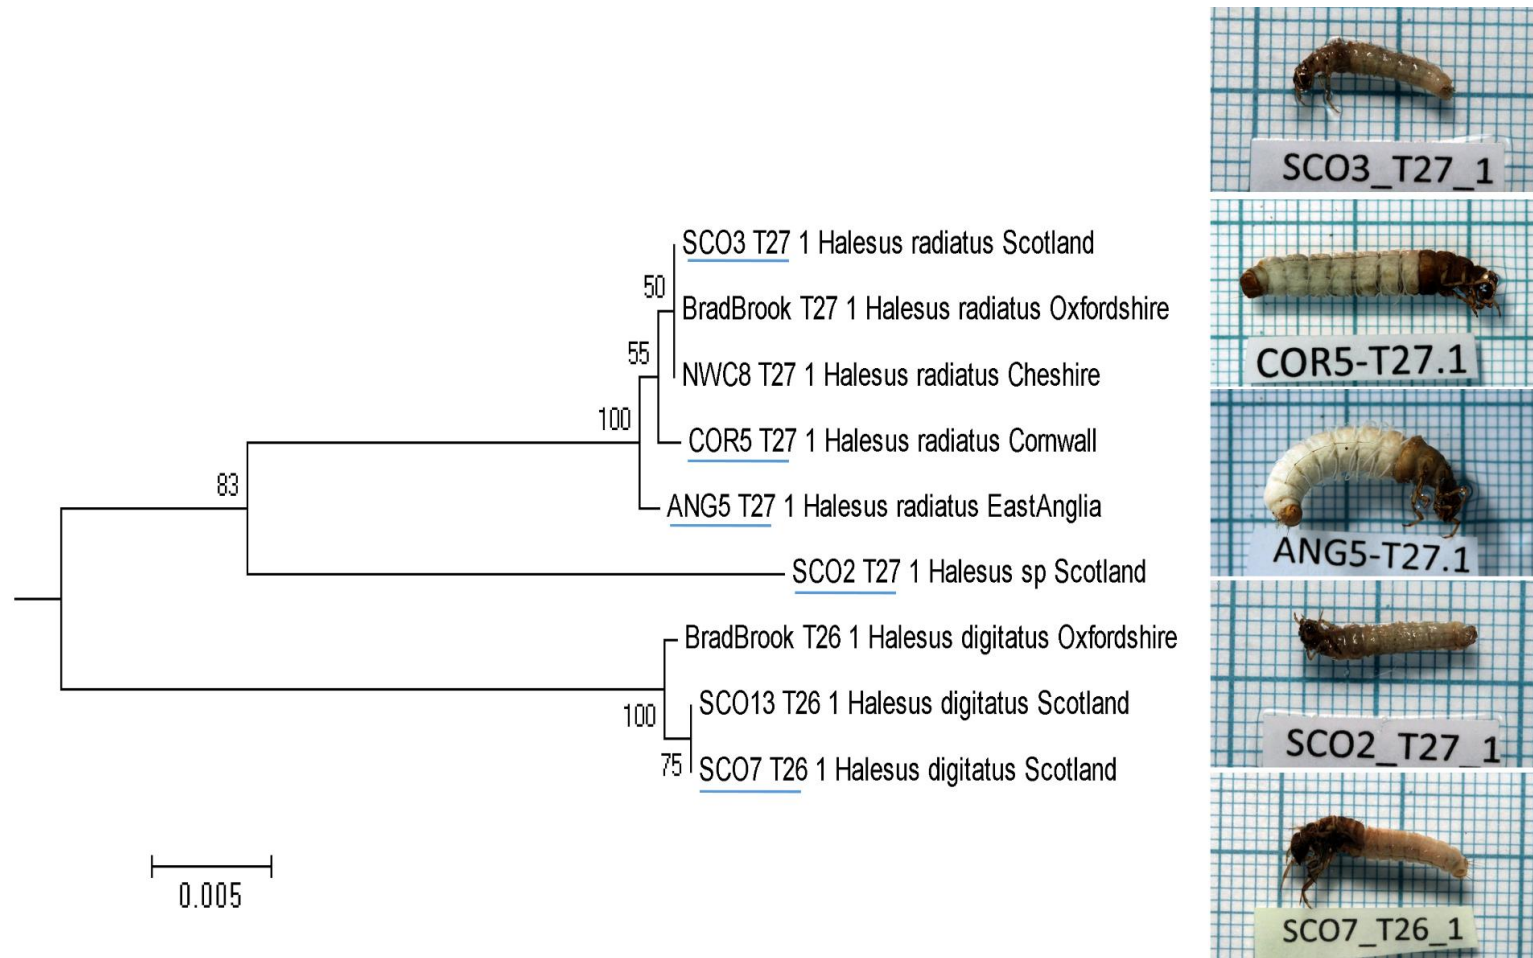 SCO3 T27 1 Halesus radiatus Scotland
50
BradBrook T27 1 Halesus radiatus Oxfordshire
55
NWC8 T27 1 Halesus radiatus Cheshire
100
COR5 T27 1 Halesus radiatus Cornwall
83
ANG5 T27 1 Halesus radiatus EastAnglia
SCO2 T27 1 Halesus sp Scotland
BradBrook T26 1 Halesus digitatus Oxfordshire
SCO13 T26 1 Halesus digitatus Scotland
100
75
SCO7 T26 1 Halesus digitatus Scotland
0.005
SCO3_T27_1
COR5-T27.1
ANG5-T27.1
SCO2_T27_1
SCO7_T26_1